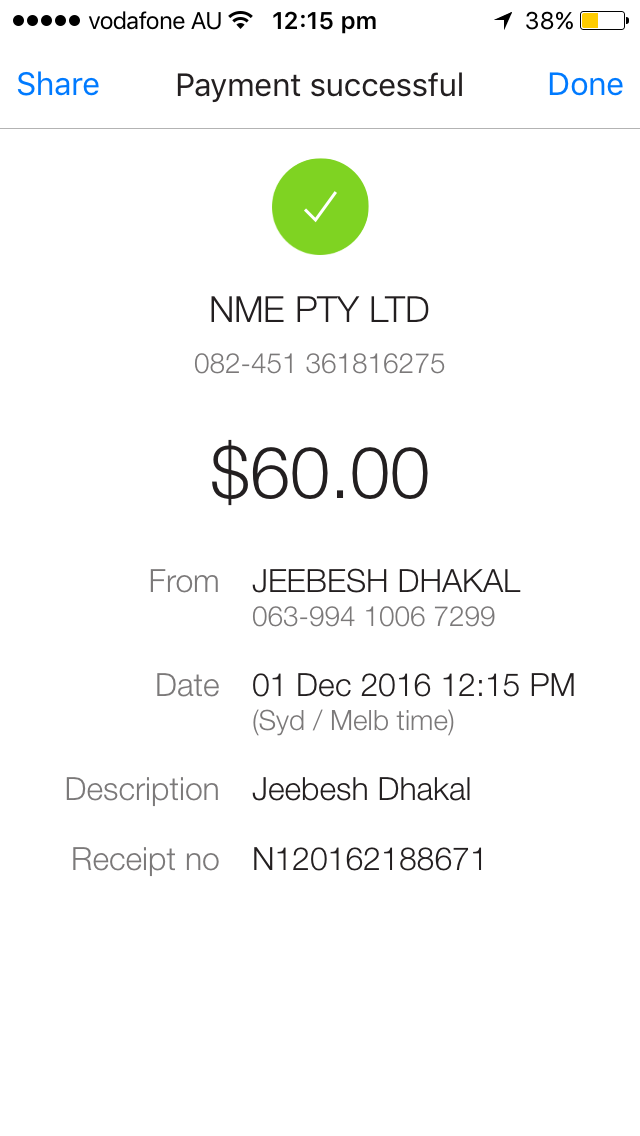 vodafone AU 12:15 pm 38%
Share Payment successful Done
NME PTY LTD
082-451 361816275
$60.00
From JEEBESH DHAKAL
063-994 1006 7299
Date 01 Dec 2016 12:15 PM
(Syd / Melb time)
Description Jeebesh Dhakal
Receipt no N120162188671